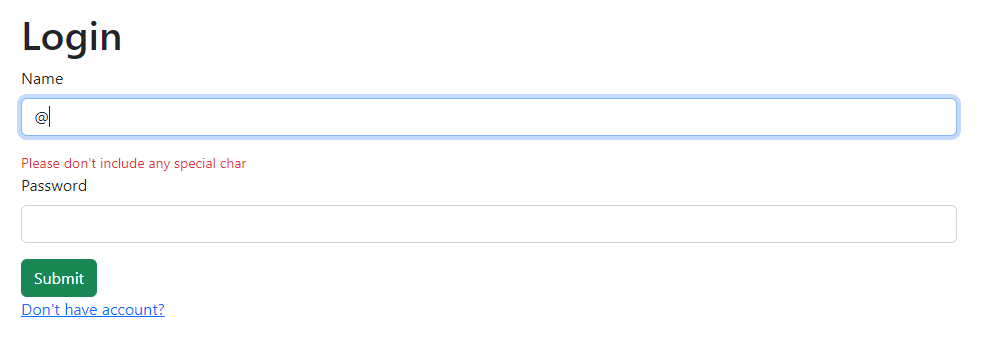 Login
Name
@
Please don't include any special char
Password
Submit
Don't have account?